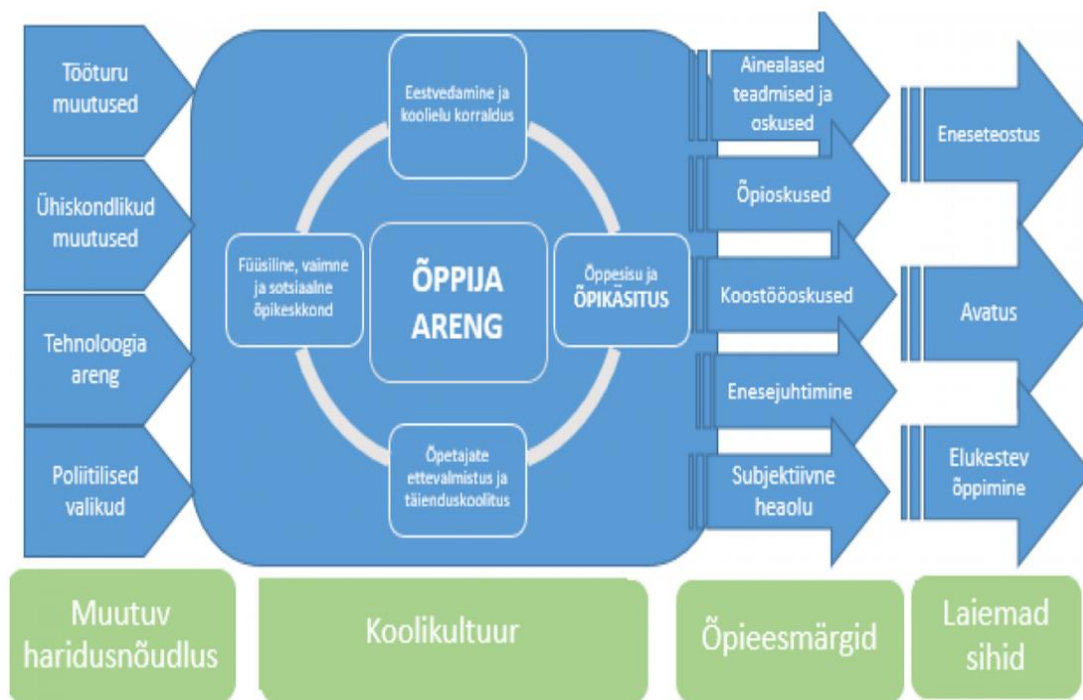 Tööturu
muutused
Ühiskondlikud
muutused
Tehnoloogia
areng
Poliitilised
valikud
Eestvedamine ja
koolielu korraldus
Füüsiline, vaimne
ja sotsiaalne
õpikeskkond
ÕPPIJA
ARENG
Õppesisu ja
ÕPIKÄSITUS
Õpetajate
ettevalmistus ja
täienduskoolitus
Ainealased
teadmised ja
oskused
Õpioskused
Koostööoskused
Enesejuhtimine
Subjektiivne
heaolu
Eneseteostus
Avatus
Elukestev
õppimine
Muutuv
haridusnõudlus
Koolikultuur
Õpieesmärgid
Laiemad
sihid